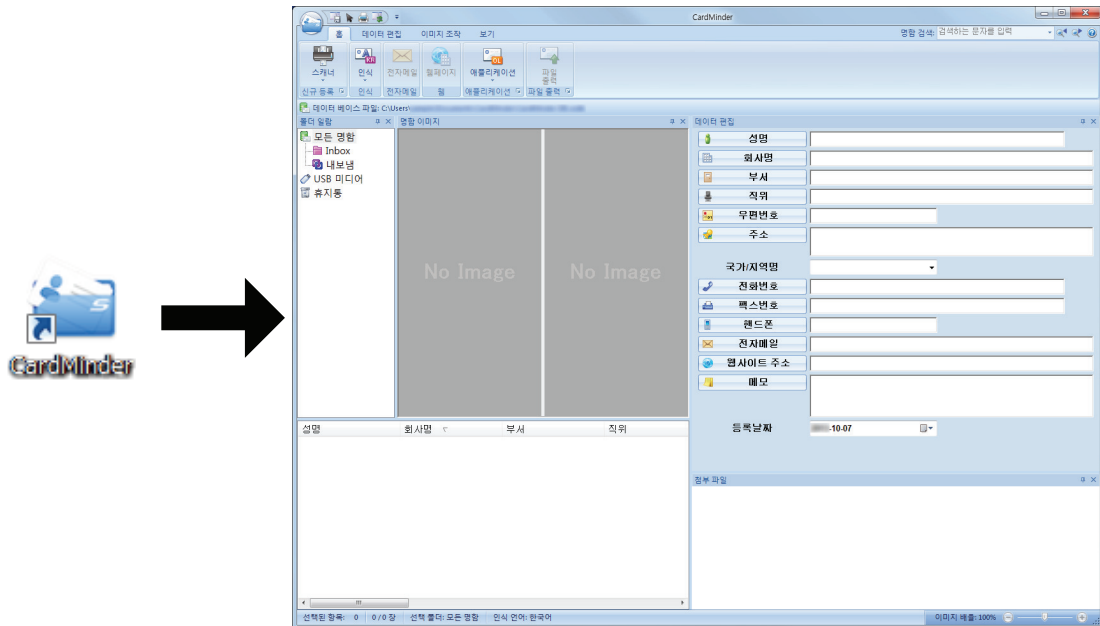 CardMinder
CardMinder
홈 데이터 편집 이미지 조작 보기
명함 검색: 검색하는 문자를 입력
스캐너 인식 전자메일 웹페이지 애플리케이션 파일 출력
신규 등록 인식 전자메일 웹 애플리케이션 파일 출력
데이터 베이스 파일: C:\Users\
폴더 일람 명함 이미지 데이터 편집
모든 명함
Inbox
내보냄
USB 미디어
휴지통
No Image No Image
성명
회사명
부서
직위
우편번호
주소
국가/지역명
전화번호
팩스번호
핸드폰
전자메일
웹사이트 주소
메모
등록날짜 -10-07
성명 회사명 부서 직위
첨부 파일
선택된 항목: 0 0 / 0 장 선택 폴더: 모든 명함 인식 언어: 한국어 이미지 배율: 100%